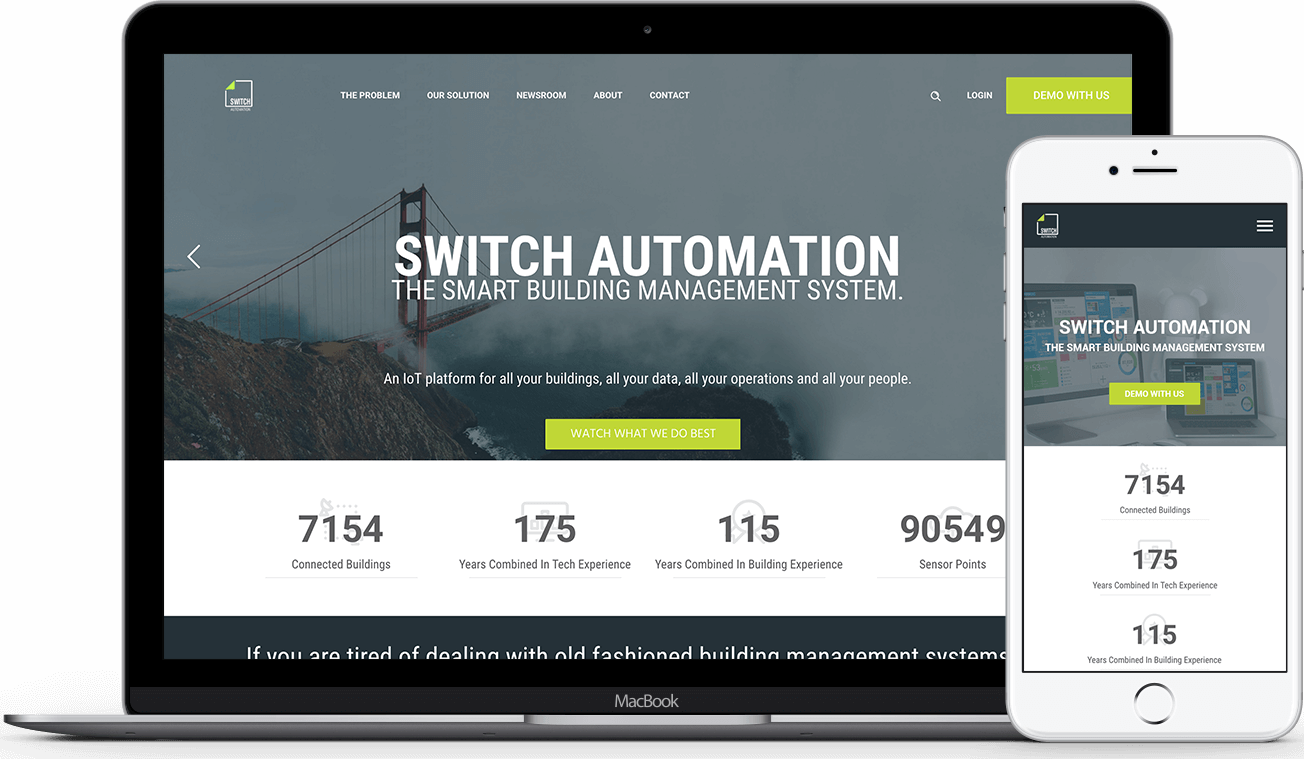 SWITCH
AUTOMATION
THE PROBLEM
OUR SOLUTION
NEWSROOM
ABOUT
CONTACT
LOGIN
DEMO WITH US
SWITCH AUTOMATION
THE SMART BUILDING MANAGEMENT SYSTEM.
An IoT platform for all your buildings, all your data, all your operations and all your people.
WATCH WHAT WE DO BEST
7154
Connected Buildings
175
Years Combined In Tech Experience
115
Years Combined In Building Experience
90549
Sensor Points
If you are tired of dealing with old fashioned building management systems
MacBook
SWITCH
AUTOMATION
SWITCH AUTOMATION
THE SMART BUILDING MANAGEMENT SYSTEM
DEMO WITH US
7154
Connected Buildings
175
Years Combined In Tech Experience
115
Years Combined In Building Experience